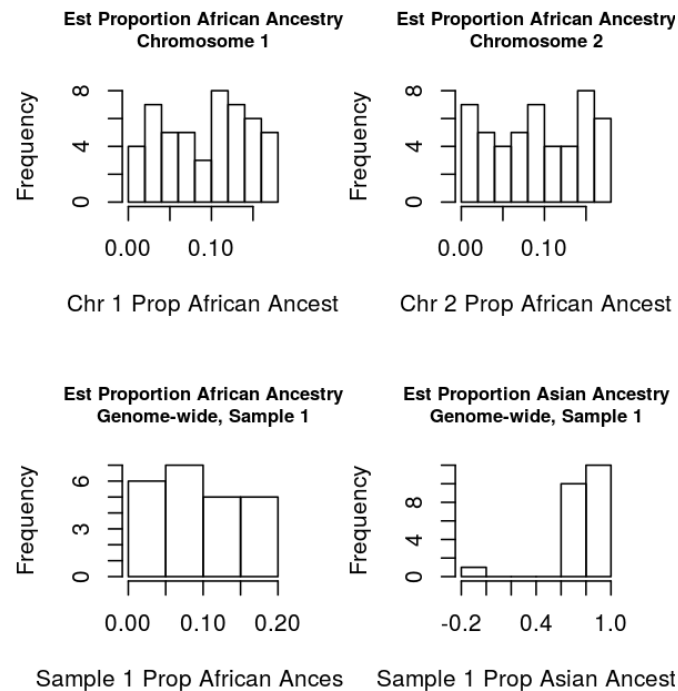 Est Proportion African Ancestry
Chromosome 1
Frequency
8
4
0
0.00 0.10
Chr 1 Prop African Ancest
Est Proportion African Ancestry
Chromosome 2
Frequency
8
4
0
0.00 0.10
Chr 2 Prop African Ancest
Est Proportion African Ancestry
Genome-wide, Sample 1
Frequency
6
3
0
0.00 0.10 0.20
Sample 1 Prop African Ances
Est Proportion Asian Ancestry
Genome-wide, Sample 1
Frequency
8
4
0
-0.2 0.4 1.0
Sample 1 Prop Asian Ancest